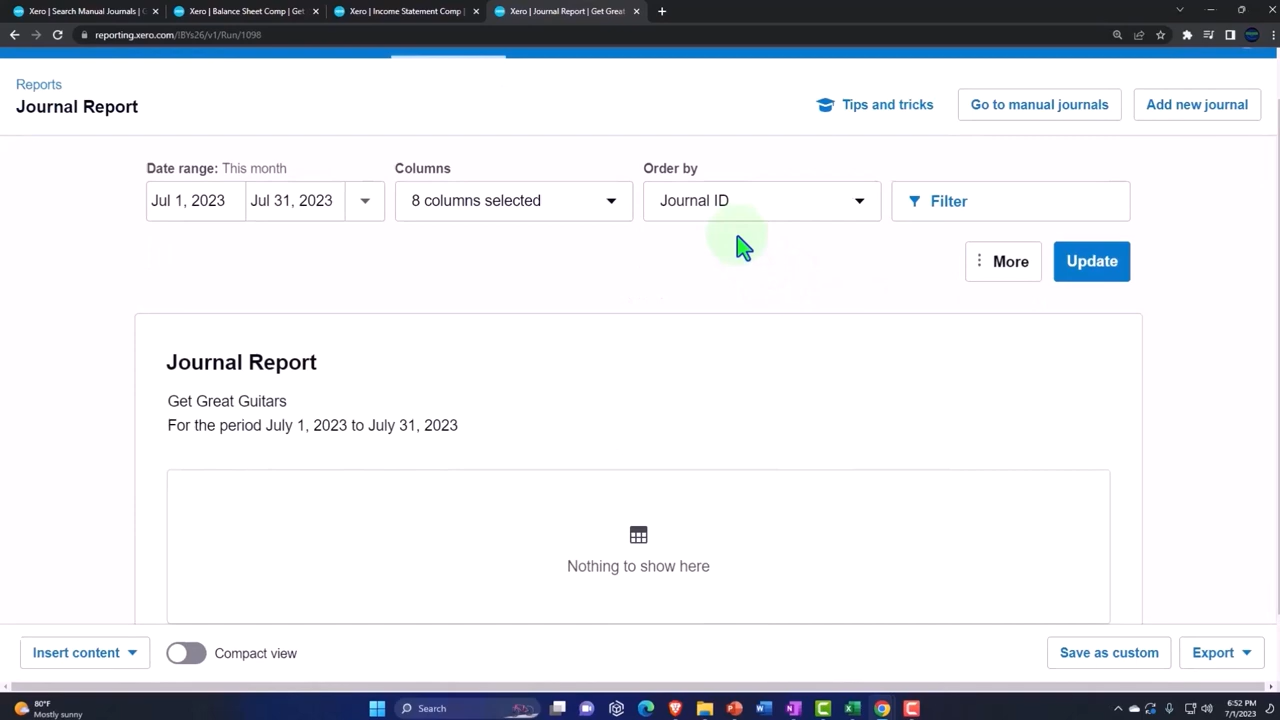 Xero | Search Manual Journals | G
Xero | Balance Sheet Comp | Get
Xero | Income Statement Comp |
Xero | Journal Report | Get Great
reporting.xero.com/!BYs26/v1/Run/1098
Reports
Journal Report
Tips and tricks
Go to manual journals
Add new journal
Date range: This month
Columns
Order by
Jul 1, 2023
Jul 31, 2023
8 columns selected
Journal ID
Filter
More
Update
Journal Report
Get Great Guitars
For the period July 1, 2023 to July 31, 2023
Nothing to show here
Insert content
Compact view
Save as custom
Export
80°F
Mostly sunny
Search
6:52 PM
7/1/2023